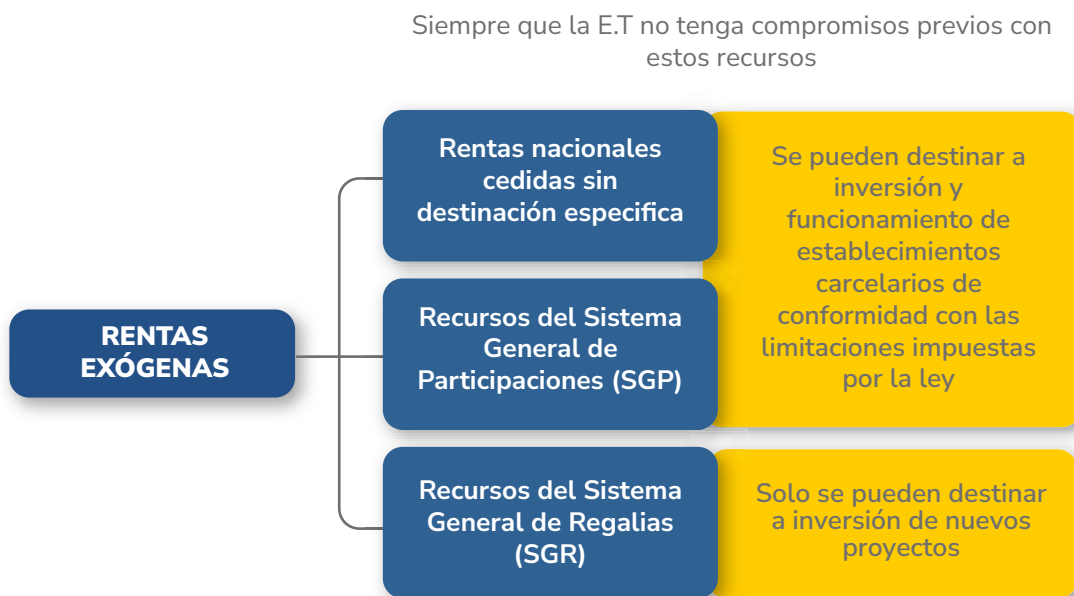 Siempre que la E.T no tenga compromisos previos con
estos recursos
Rentas nacionales
cedidas sin
destinación especifica
Se pueden destinar a
inversión y
funcionamiento de
establecimientos
carcelarios de
conformidad con las
limitaciones impuestas
por la ley
RENTAS
EXÓGENAS
Recursos del Sistema
General de
Participaciones (SGP)
Recursos del Sistema
General de Regalias
(SGR)
Solo se pueden destinar
a inversión de nuevos
proyectos